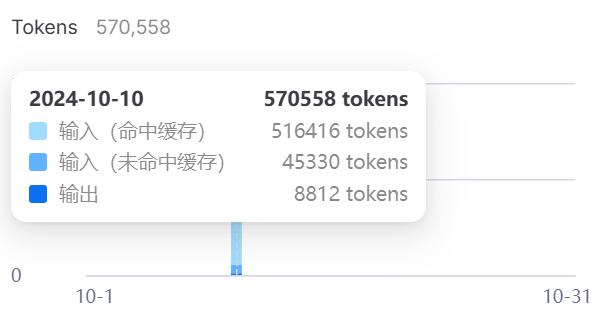 Tokens 570,558
2024-10-10 570558 tokens
输入（命中缓存） 516416 tokens
输入（未命中缓存） 45330 tokens
输出 8812 tokens
0
10-1 10-31